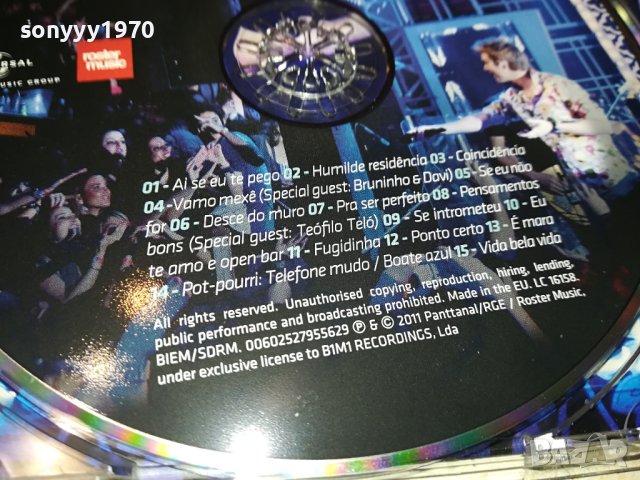 sonyyy1970
UNIVERSAL
MUSIC GROUP
roster
music
01 - Ai se eu te pego 02 - Humilde residência 03 - Coincidência
04 - Vamo mexê (Special guest: Bruninho & Davi) 05 - Se eu não
for 06 - Desce do muro 07 - Pra ser perfeito 08 - Pensamentos
bons (Special guest: Teófilo Teló) 09 - Se intrometeu 10 - Eu
te amo e open bar 11 - Fugidinha 12 - Ponto certo 13 - É mara
14 - Pot-pourri: Telefone mudo / Boate azul 15 - Vida bela vida
All rights reserved. Unauthorised copying, reproduction, hiring, lending,
public performance and broadcasting prohibited. Made in the EU. LC 16158.
BIEM/SDRM. 00602527955629 ℗ & © 2011 Panttanal/RGE / Roster Music,
under exclusive license to B1M1 RECORDINGS, Lda
BAZAR